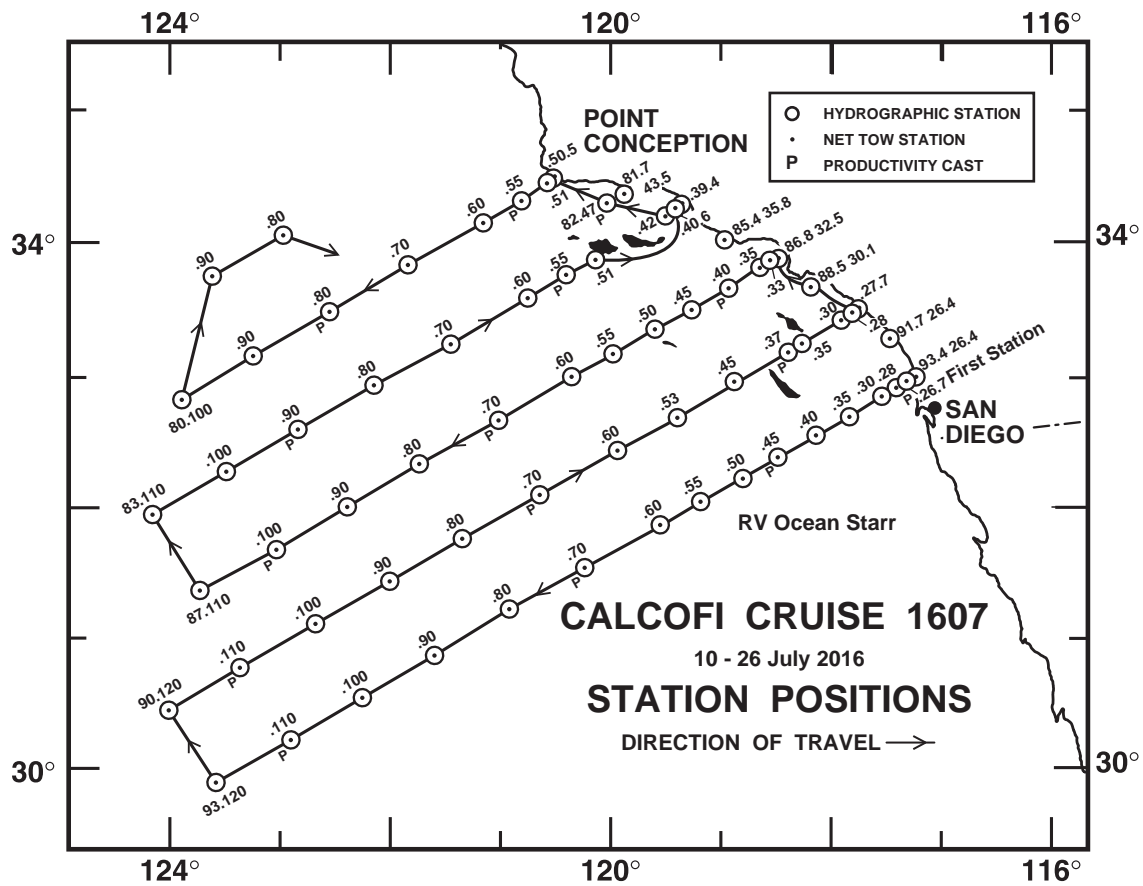 124° 120° 116°
POINT
CONCEPTION
HYDROGRAPHIC STATION
NET TOW STATION
P PRODUCTIVITY CAST
34° 34°
.50.5
.51
.55
P
.60
.70
.80
P
.90
80.100
.90
.80
81.7
43.5
.39.4
82.47
P
.42
.40.6
.51
.55
P
.60
.70
.80
.90
P
.100
83.110
85.4 35.8
86.8 32.5
.33
.35
.40
P
.45
.50
.55
.60
.70
P
.80
.90
.100
P
87.110
88.5 30.1
.27.7
.28
.30
.35
.37
P
.45
.53
.60
.70
P
.80
.90
.100
.110
P
90.120
91.7 26.4
93.4 26.4
First Station
.26.7
P
.28
.30
.35
.40
.45
P
.50
.55
.60
.70
P
.80
.90
.100
.110
P
93.120
SAN
DIEGO
RV Ocean Starr
CALCOFI CRUISE 1607
10 - 26 July 2016
STATION POSITIONS
DIRECTION OF TRAVEL
30° 30°
124° 120° 116°